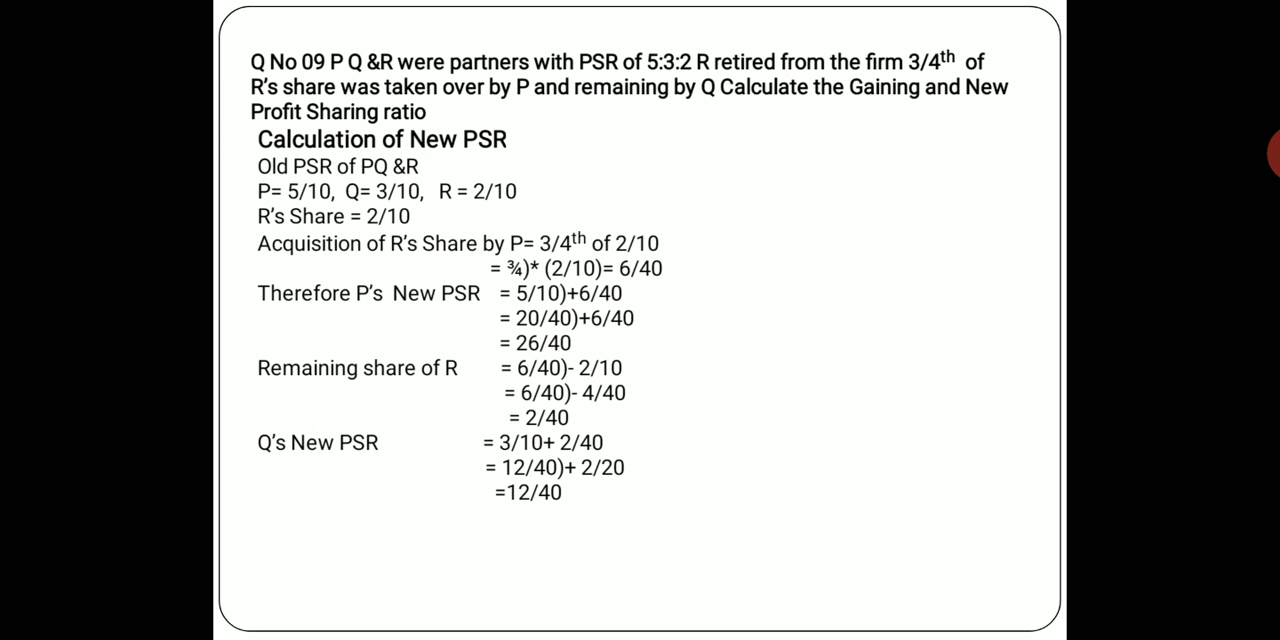 Q No 09 P Q &R were partners with PSR of 5:3:2 R retired from the firm 3/4th of
R's share was taken over by P and remaining by Q Calculate the Gaining and New
Profit Sharing ratio
Calculation of New PSR
Old PSR of PQ &R
P= 5/10, Q= 3/10, R = 2/10
R's Share = 2/10
Acquisition of R's Share by P= 3/4th of 2/10
= ¾)* (2/10)= 6/40
Therefore P's New PSR = 5/10)+6/40
= 20/40)+6/40
= 26/40
Remaining share of R = 6/40)- 2/10
= 6/40)- 4/40
= 2/40
Q's New PSR = 3/10+ 2/40
= 12/40)+ 2/20
=12/40